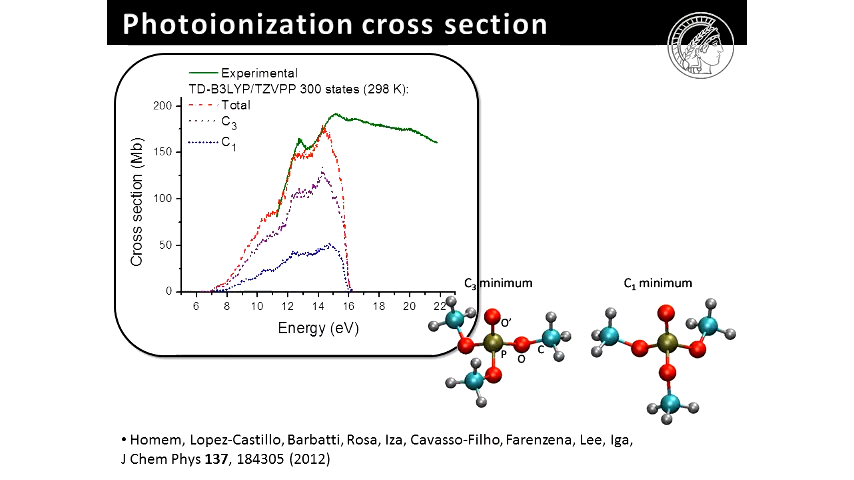 Photoionization cross section
Experimental
TD-B3LYP/TZVPP 300 states (298 K):
Total
C3
C1
200
150
100
50
0
Cross section (Mb)
6 8 10 12 14 16 18 20 22
Energy (eV)
C3 minimum
C1 minimum
O'
P
O
C
• Homem, Lopez-Castillo, Barbatti, Rosa, Iza, Cavasso-Filho, Farenzena, Lee, Iga,
J Chem Phys 137, 184305 (2012)